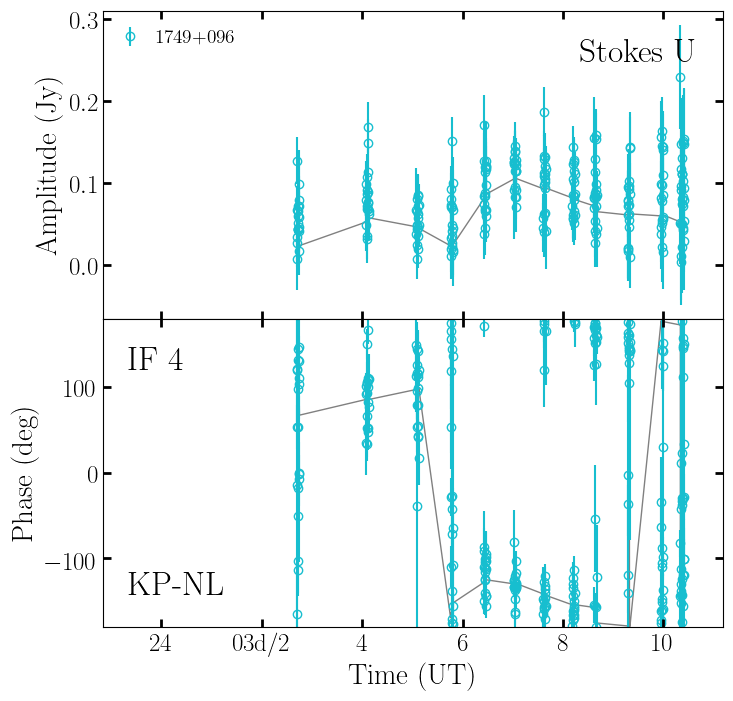 0.3
1749+096
Stokes U
0.2
0.1
0.0
Amplitude (Jy)
IF 4
100
0
−100
Phase (deg)
KP-NL
24
03d/2
4
6
8
10
Time (UT)